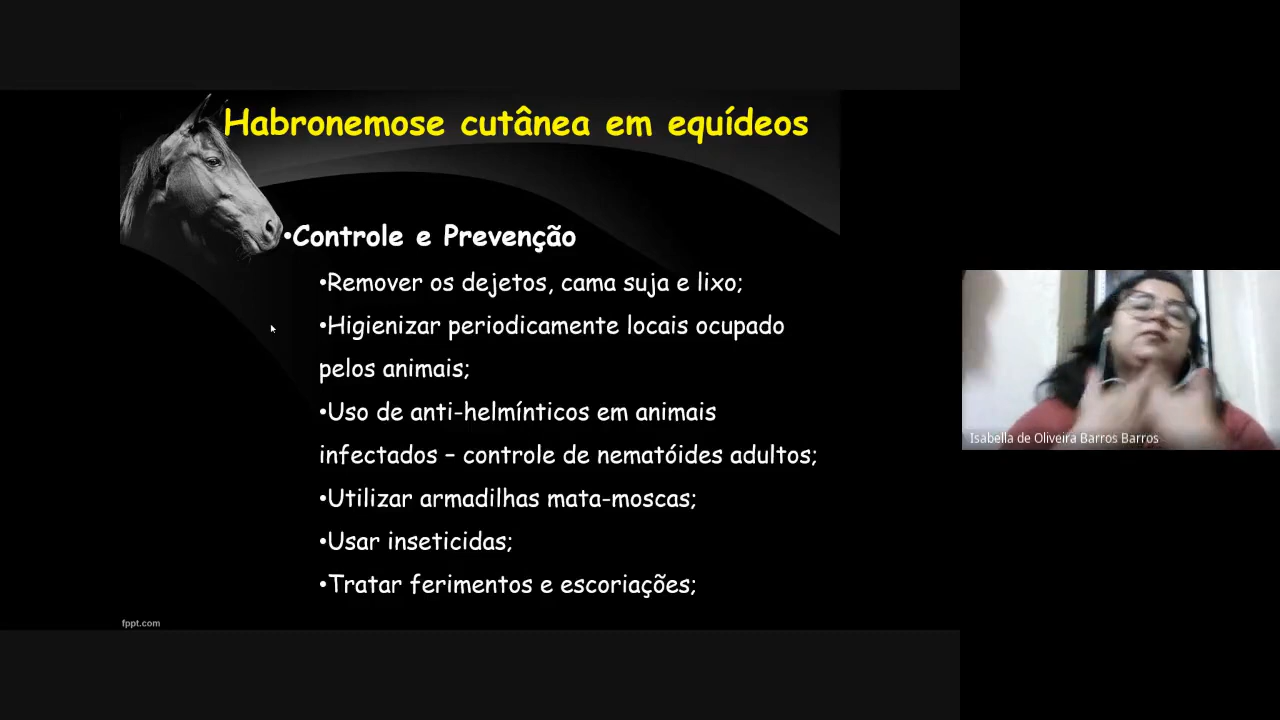 Habronemose cutânea em equídeos
•Controle e Prevenção
•Remover os dejetos, cama suja e lixo;
•Higienizar periodicamente locais ocupado
pelos animais;
•Uso de anti-helmínticos em animais
infectados – controle de nematóides adultos;
•Utilizar armadilhas mata-moscas;
•Usar inseticidas;
•Tratar ferimentos e escoriações;
fppt.com
Isabella de Oliveira Barros Barros